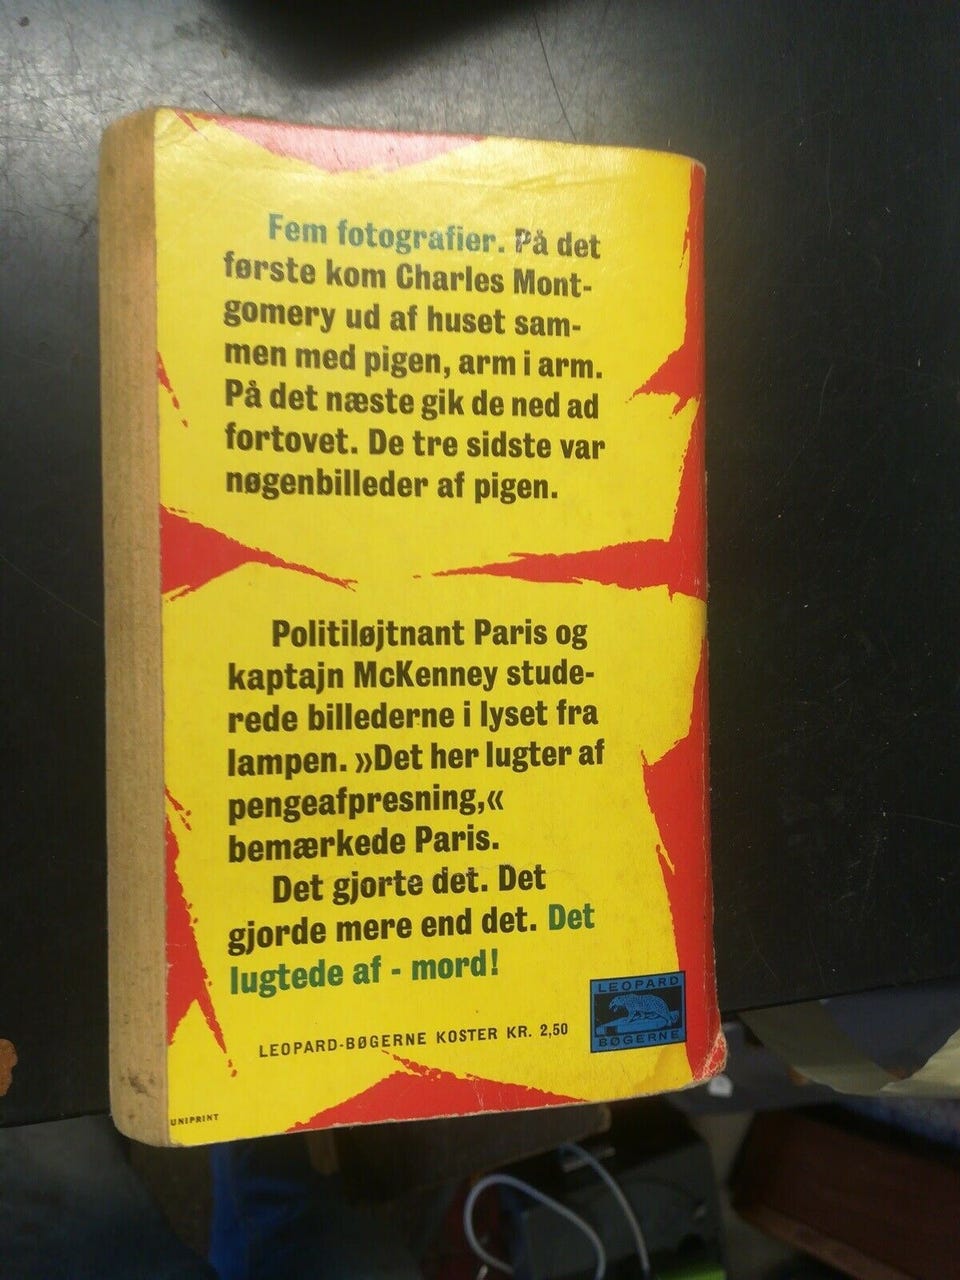 Fem fotografier. På det
første kom Charles Mont-
gomery ud af huset sam-
men med pigen, arm i arm.
På det næste gik de ned ad
fortovet. De tre sidste var
nøgenbilleder af pigen.
Politiløjtnant Paris og
kaptajn McKenney stude-
rede billederne i lyset fra
lampen. »Det her lugter af
pengeafpresning,«
bemærkede Paris.
Det gjorte det. Det
gjorde mere end det. Det
lugtede af - mord!
LEOPARD-BØGERNE KOSTER KR. 2,50
LEOPARD
BØGERNE
UNIPRINT